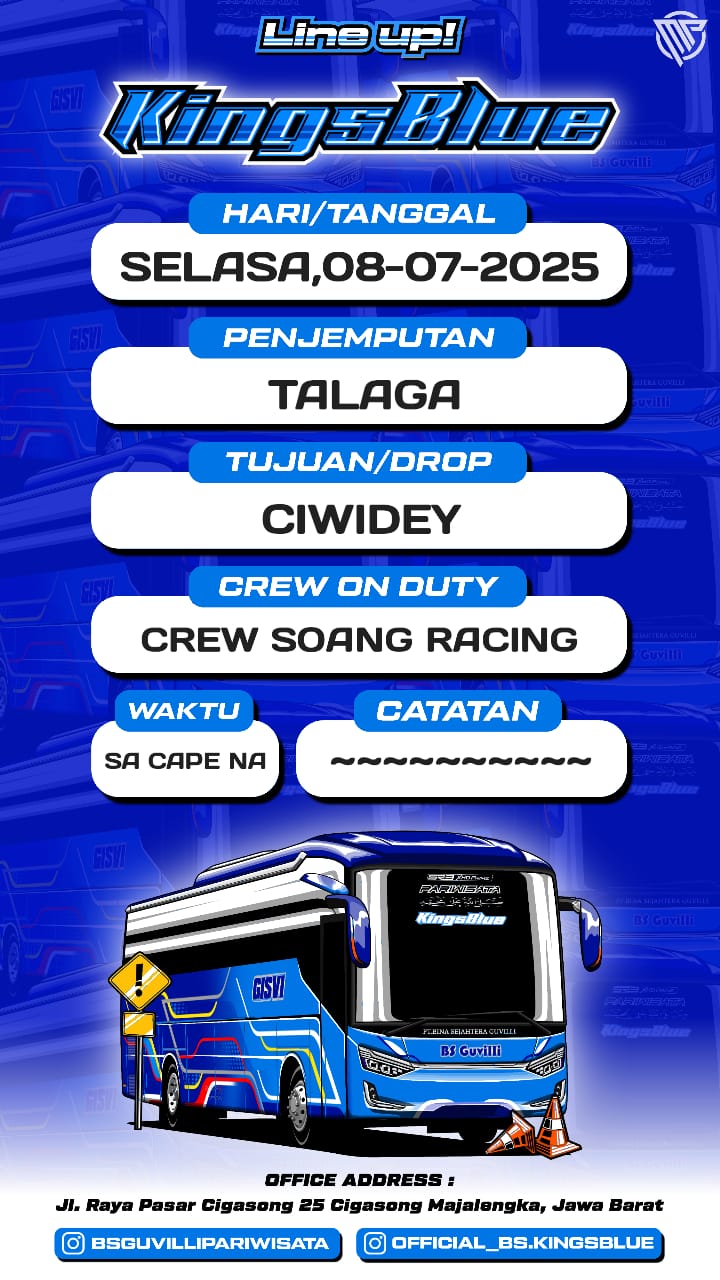 Line up!
KingsBlue
HARI/TANGGAL
SELASA,08-07-2025
PENJEMPUTAN
TALAGA
TUJUAN/DROP
CIWIDEY
CREW ON DUTY
CREW SOANG RACING
WAKTU
SA CAPE NA
CATATAN
~~~~~~~~~~
PARIWISATA
KingsBlue
GISVI
PT.BINA SEJAHTERA GUVILLI
BS Guvilli
OFFICE ADDRESS :
Jl. Raya Pasar Cigasong 25 Cigasong Majalengka, Jawa Barat
BSGUVILLIPARIWISATA
OFFICIAL_BS.KINGSBLUE